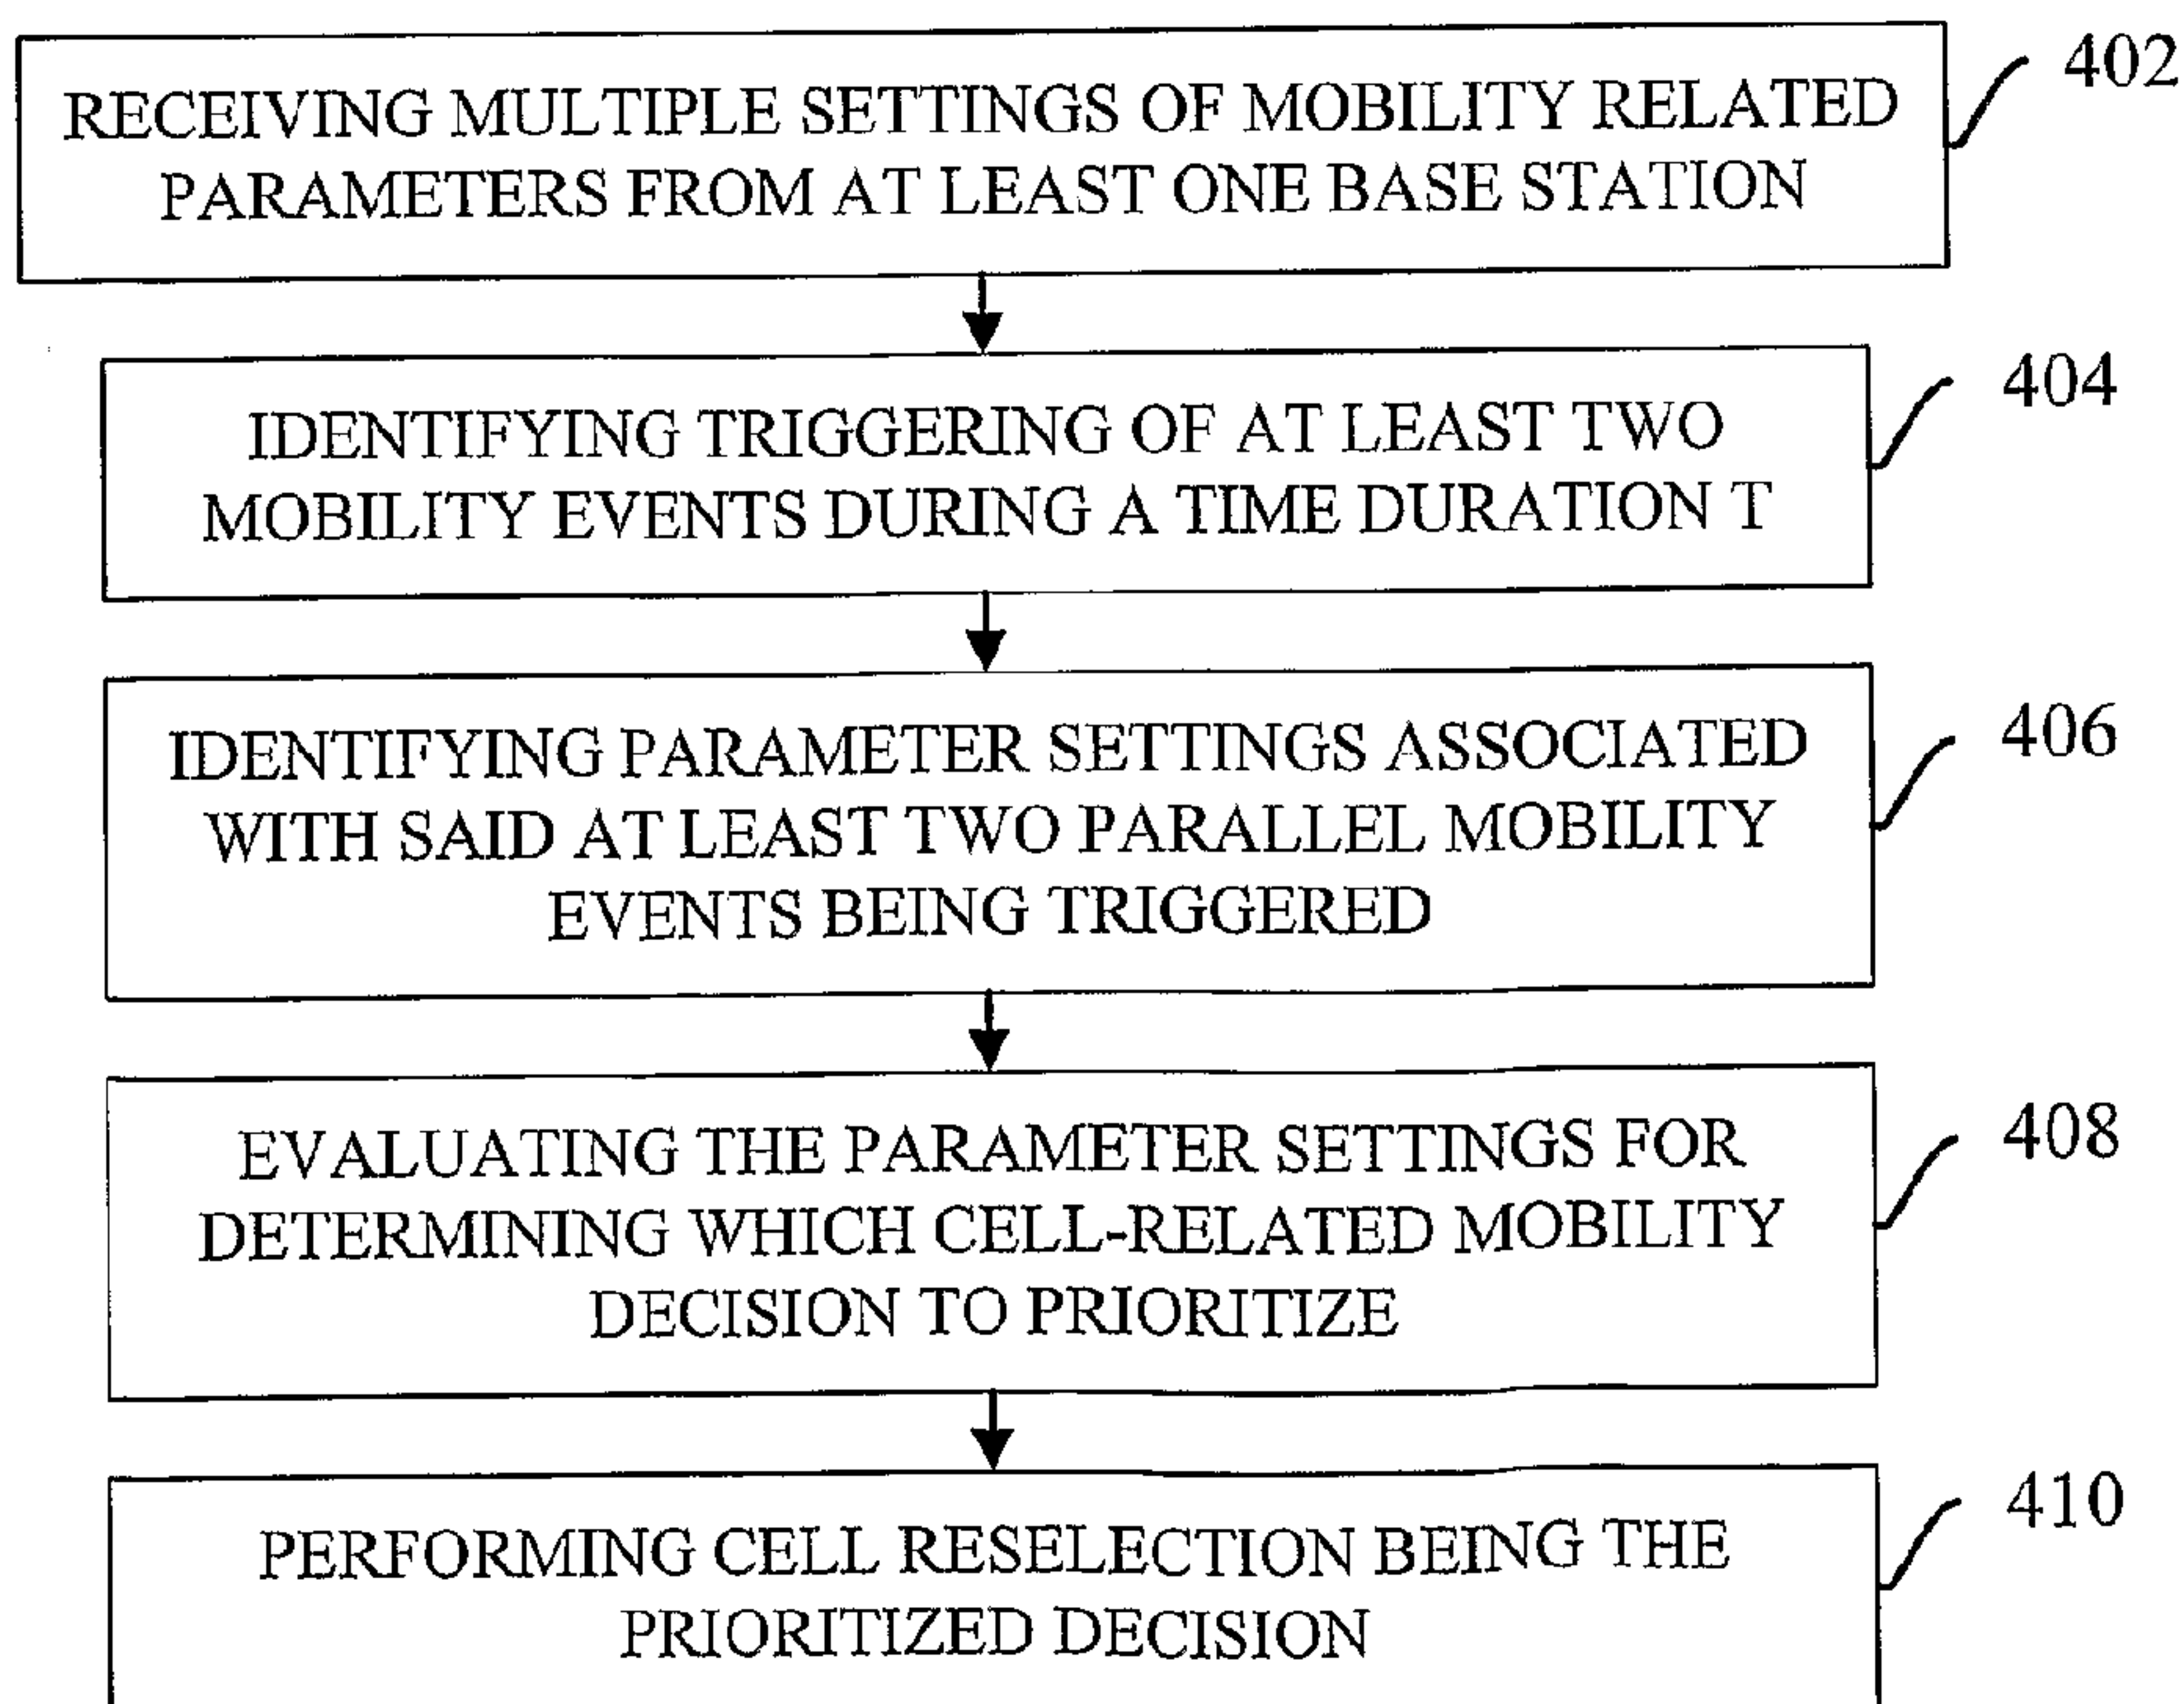 RECEIVING MULTIPLE SETTINGS OF MOBILITY RELATED
PARAMETERS FROM AT LEAST ONE BASE STATION
402
IDENTIFYING TRIGGERING OF AT LEAST TWO
MOBILITY EVENTS DURING A TIME DURATION T
404
IDENTIFYING PARAMETER SETTINGS ASSOCIATED
WITH SAID AT LEAST TWO PARALLEL MOBILITY
EVENTS BEING TRIGGERED
406
EVALUATING THE PARAMETER SETTINGS FOR
DETERMINING WHICH CELL-RELATED MOBILITY
DECISION TO PRIORITIZE
408
PERFORMING CELL RESELECTION BEING THE
PRIORITIZED DECISION
410